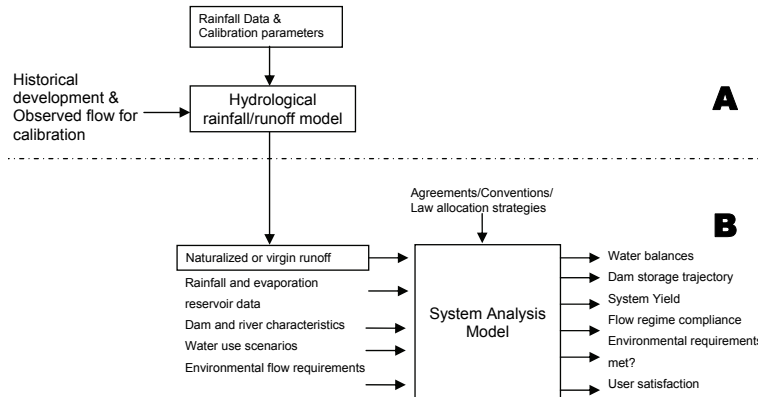 Rainfall Data &
Calibration parameters
Historical
development &
Observed flow for
calibration
Hydrological
rainfall/runoff model
A
Agreements/Conventions/
Law allocation strategies
B
Naturalized or virgin runoff
Rainfall and evaporation
reservoir data
Dam and river characteristics
Water use scenarios
Environmental flow requirements
System Analysis
Model
Water balances
Dam storage trajectory
System Yield
Flow regime compliance
Environmental requirements
met?
User satisfaction